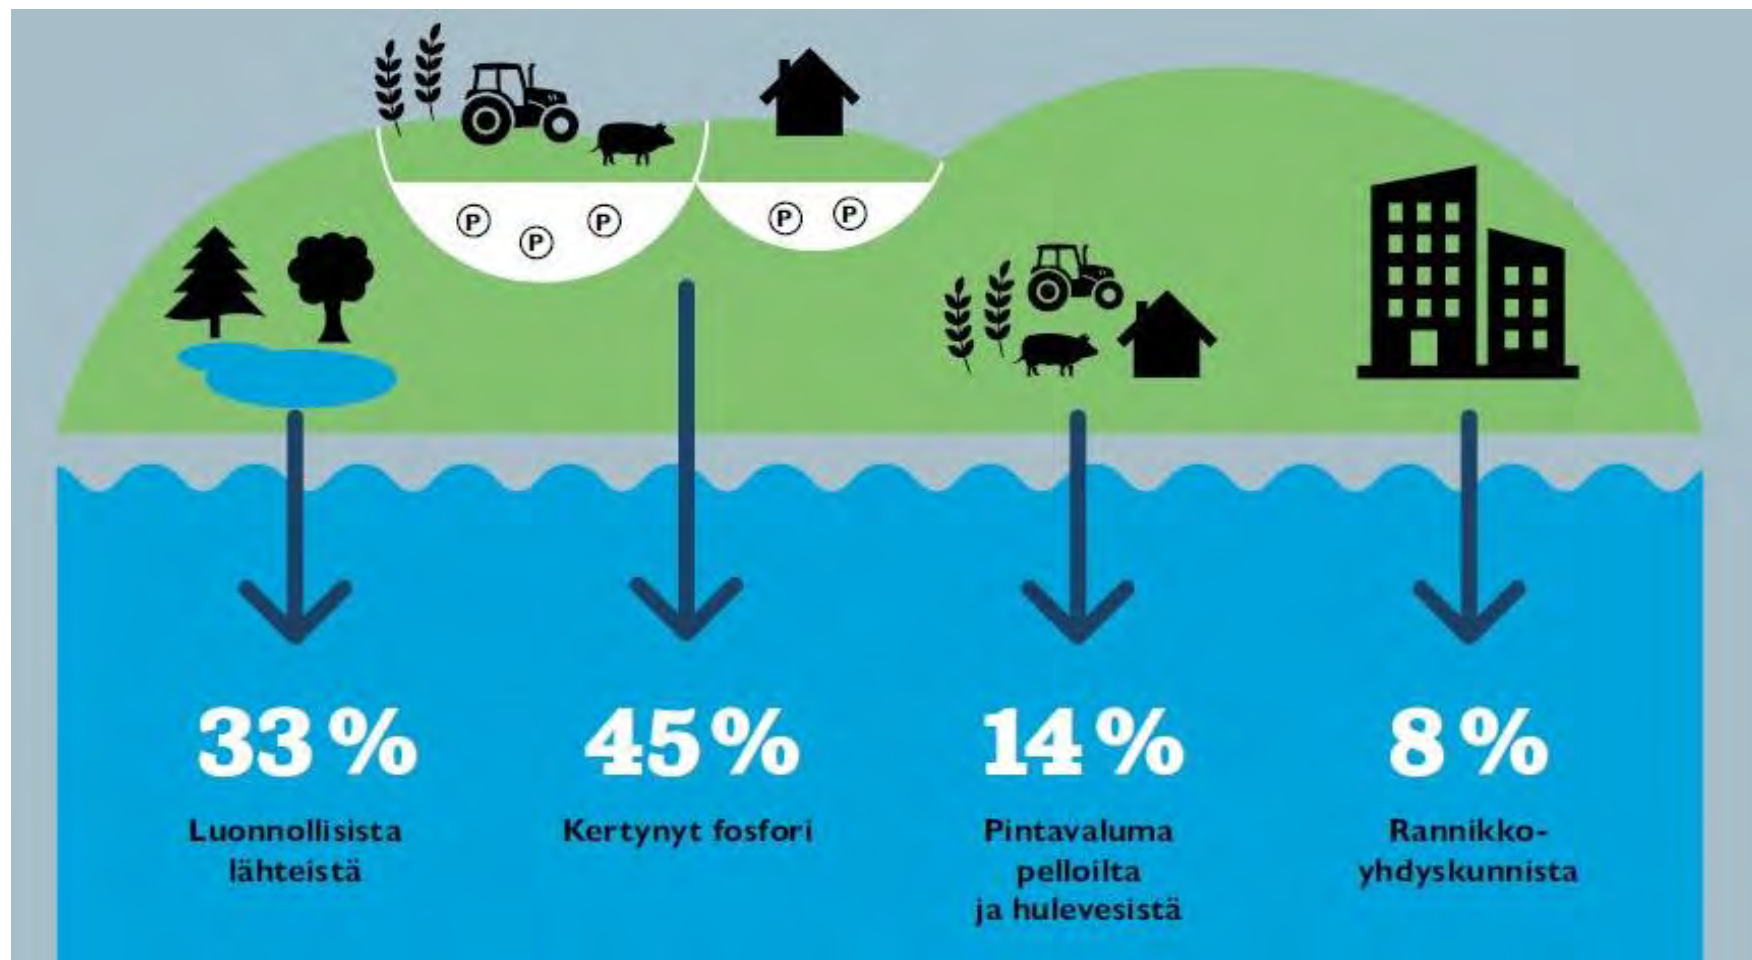 P P P P P
33 %
Luonnollisista
lähteistä
45 %
Kertynyt fosfori
14 %
Pintavaluma
pelloilta
ja hulevesistä
8 %
Rannikko-
yhdyskunnista